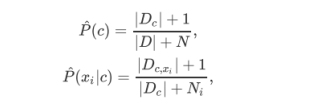 P̂(c) = (|D_c| + 1) / (|D| + N),
P̂(x_i|c) = (|D_{c,x_i}| + 1) / (|D_c| + N_i),